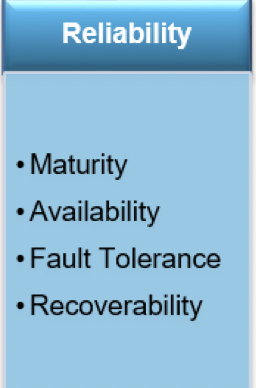 Reliability
• Maturity
• Availability
• Fault Tolerance
• Recoverability